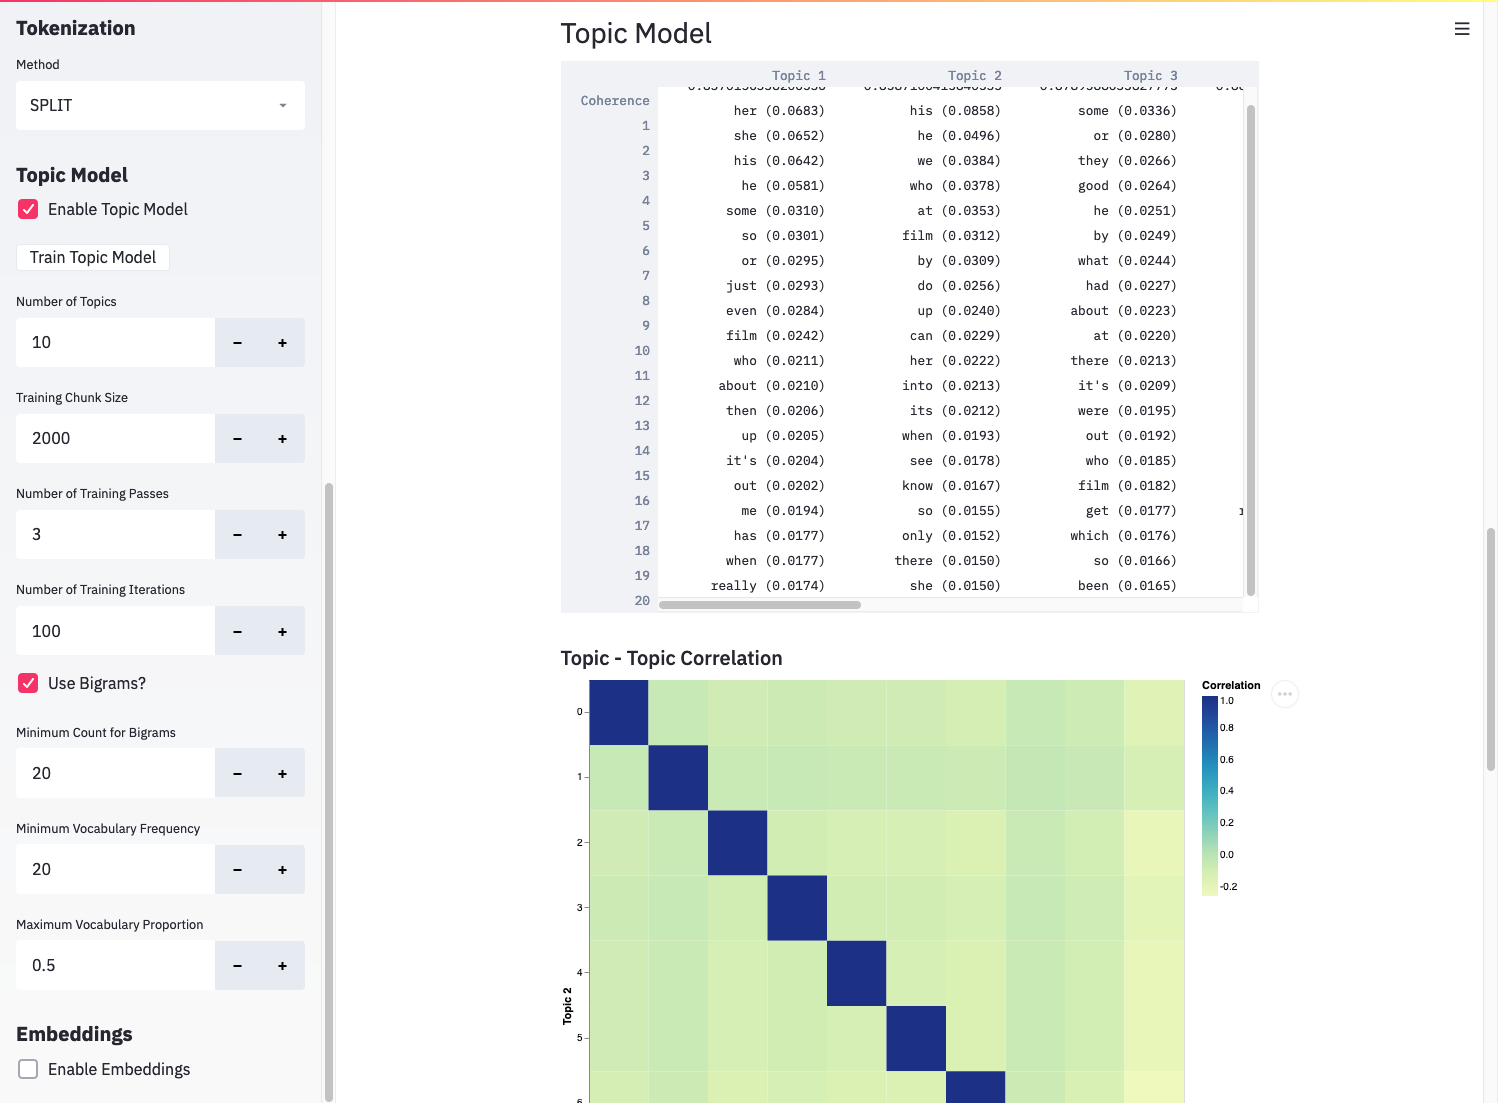 Tokenization
Method
SPLIT
Topic Model
Enable Topic Model
Train Topic Model
Number of Topics
10
− +
Training Chunk Size
2000
− +
Number of Training Passes
3
− +
Number of Training Iterations
100
− +
Use Bigrams?
Minimum Count for Bigrams
20
− +
Minimum Vocabulary Frequency
20
− +
Maximum Vocabulary Proportion
0.5
− +
Embeddings
Enable Embeddings
Topic Model
Topic 1 Topic 2 Topic 3
Coherence
her (0.0683) his (0.0858) some (0.0336)
1
she (0.0652) he (0.0496) or (0.0280)
2
his (0.0642) we (0.0384) they (0.0266)
3
he (0.0581) who (0.0378) good (0.0264)
4
some (0.0310) at (0.0353) he (0.0251)
5
so (0.0301) film (0.0312) by (0.0249)
6
or (0.0295) by (0.0309) what (0.0244)
7
just (0.0293) do (0.0256) had (0.0227)
8
even (0.0284) up (0.0240) about (0.0223)
9
film (0.0242) can (0.0229) at (0.0220)
10
who (0.0211) her (0.0222) there (0.0213)
11
about (0.0210) into (0.0213) it's (0.0209)
12
then (0.0206) its (0.0212) were (0.0195)
13
up (0.0205) when (0.0193) out (0.0192)
14
it's (0.0204) see (0.0178) who (0.0185)
15
out (0.0202) know (0.0167) film (0.0182)
16
me (0.0194) so (0.0155) get (0.0177)
17
has (0.0177) only (0.0152) which (0.0176)
18
when (0.0177) there (0.0150) so (0.0166)
19
really (0.0174) she (0.0150) been (0.0165)
20
Topic - Topic Correlation
0
1
2
3
4
5
6
Topic 2
Correlation
1.0
0.8
0.6
0.4
0.2
0.0
-0.2